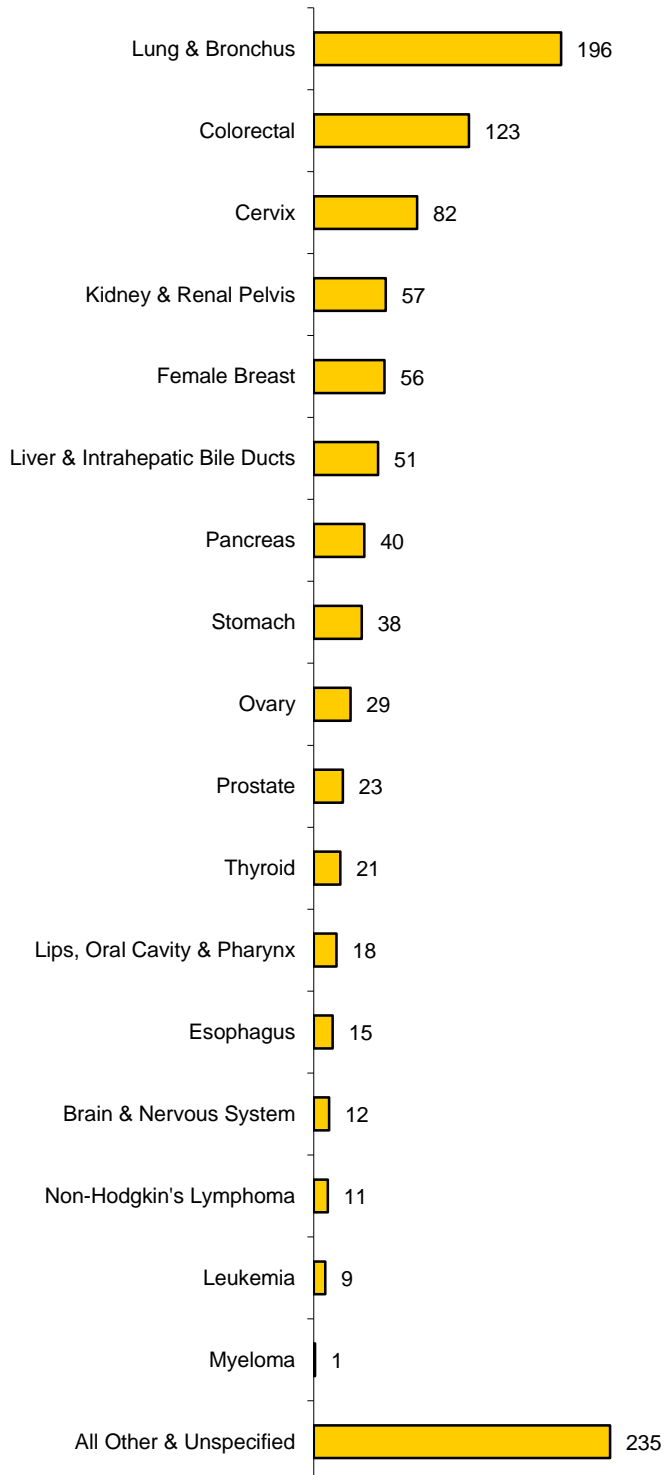 Lung & Bronchus 196
Colorectal 123
Cervix 82
Kidney & Renal Pelvis 57
Female Breast 56
Liver & Intrahepatic Bile Ducts 51
Pancreas 40
Stomach 38
Ovary 29
Prostate 23
Thyroid 21
Lips, Oral Cavity & Pharynx 18
Esophagus 15
Brain & Nervous System 12
Non-Hodgkin's Lymphoma 11
Leukemia 9
Myeloma 1
All Other & Unspecified 235